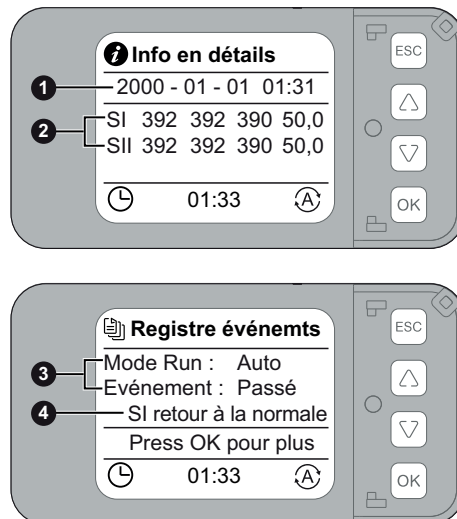 Info en détails
1
2000 - 01 - 01 01:31
2
SI 392 392 390 50,0
SII 392 392 390 50,0
01:33
A
ESC
OK
Registre événemts
3
Mode Run : Auto
Evénement : Passé
4
SI retour à la normale
Press OK pour plus
01:33
A
ESC
OK